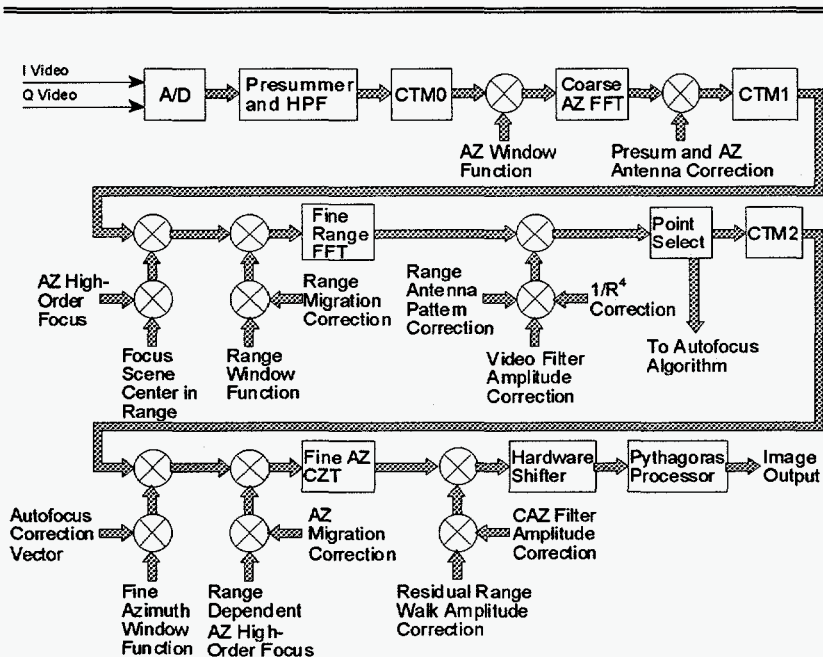 I Video
Q Video
A/D
Presummer
and HPF
CTM0
Coarse
AZ FFT
CTM1
AZ Window
Function
Presum and AZ
Antenna Correction
Fine
Range
FFT
Point
Select
CTM2
AZ High-
Order
Focus
Range
Migration
Correction
Range
Antenna
Pattern
Correction
1/R⁴
Correction
Focus
Scene
Center in
Range
Range
Window
Function
Video Filter
Amplitude
Correction
To Autofocus
Algorithm
Fine AZ
CZT
Hardware
Shifter
Pythagoras
Processor
Image
Output
Autofocus
Correction
Vector
AZ
Migration
Correction
CAZ Filter
Amplitude
Correction
Fine
Azimuth
Window
Function
Range
Dependent
AZ High-
Order Focus
Residual Range
Walk Amplitude
Correction